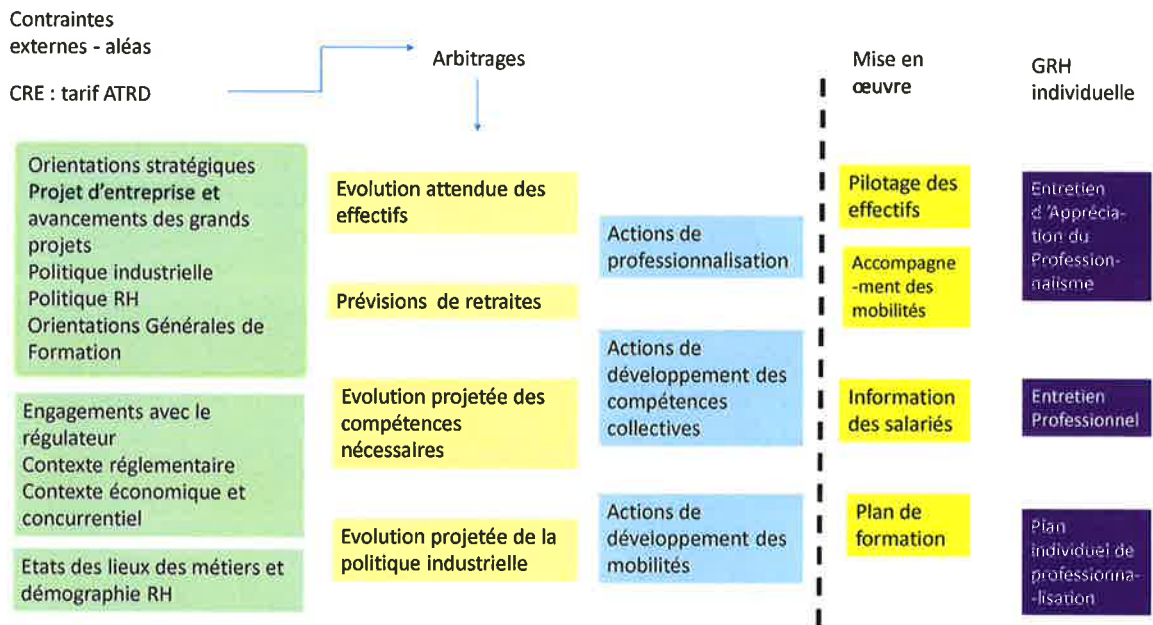 Contraintes
externes - aléas
CRE : tarif ATRD
Arbitrages
Mise en
œuvre
GRH
individuelle
Orientations stratégiques
Projet d'entreprise et
avancements des grands
projets
Politique industrielle
Politique RH
Orientations Générales de
Formation
Engagements avec le
régulateur
Contexte réglementaire
Contexte économique et
concurrentiel
Etats des lieux des métiers et
démographie RH
Evolution attendue des
effectifs
Prévisions de retraites
Evolution projetée des
compétences
nécessaires
Evolution projetée de la
politique industrielle
Actions de
professionnalisation
Actions de
développement des
compétences
collectives
Actions de
développement des
mobilités
Pilotage des
effectifs
Accompagne
-ment des
mobilités
Information
des salariés
Plan de
formation
Entretien
d 'Apprécia-
tion du
Profession-
nalisme
Entretien
Professionnel
Plan
individuel de
professionna-
-lisation